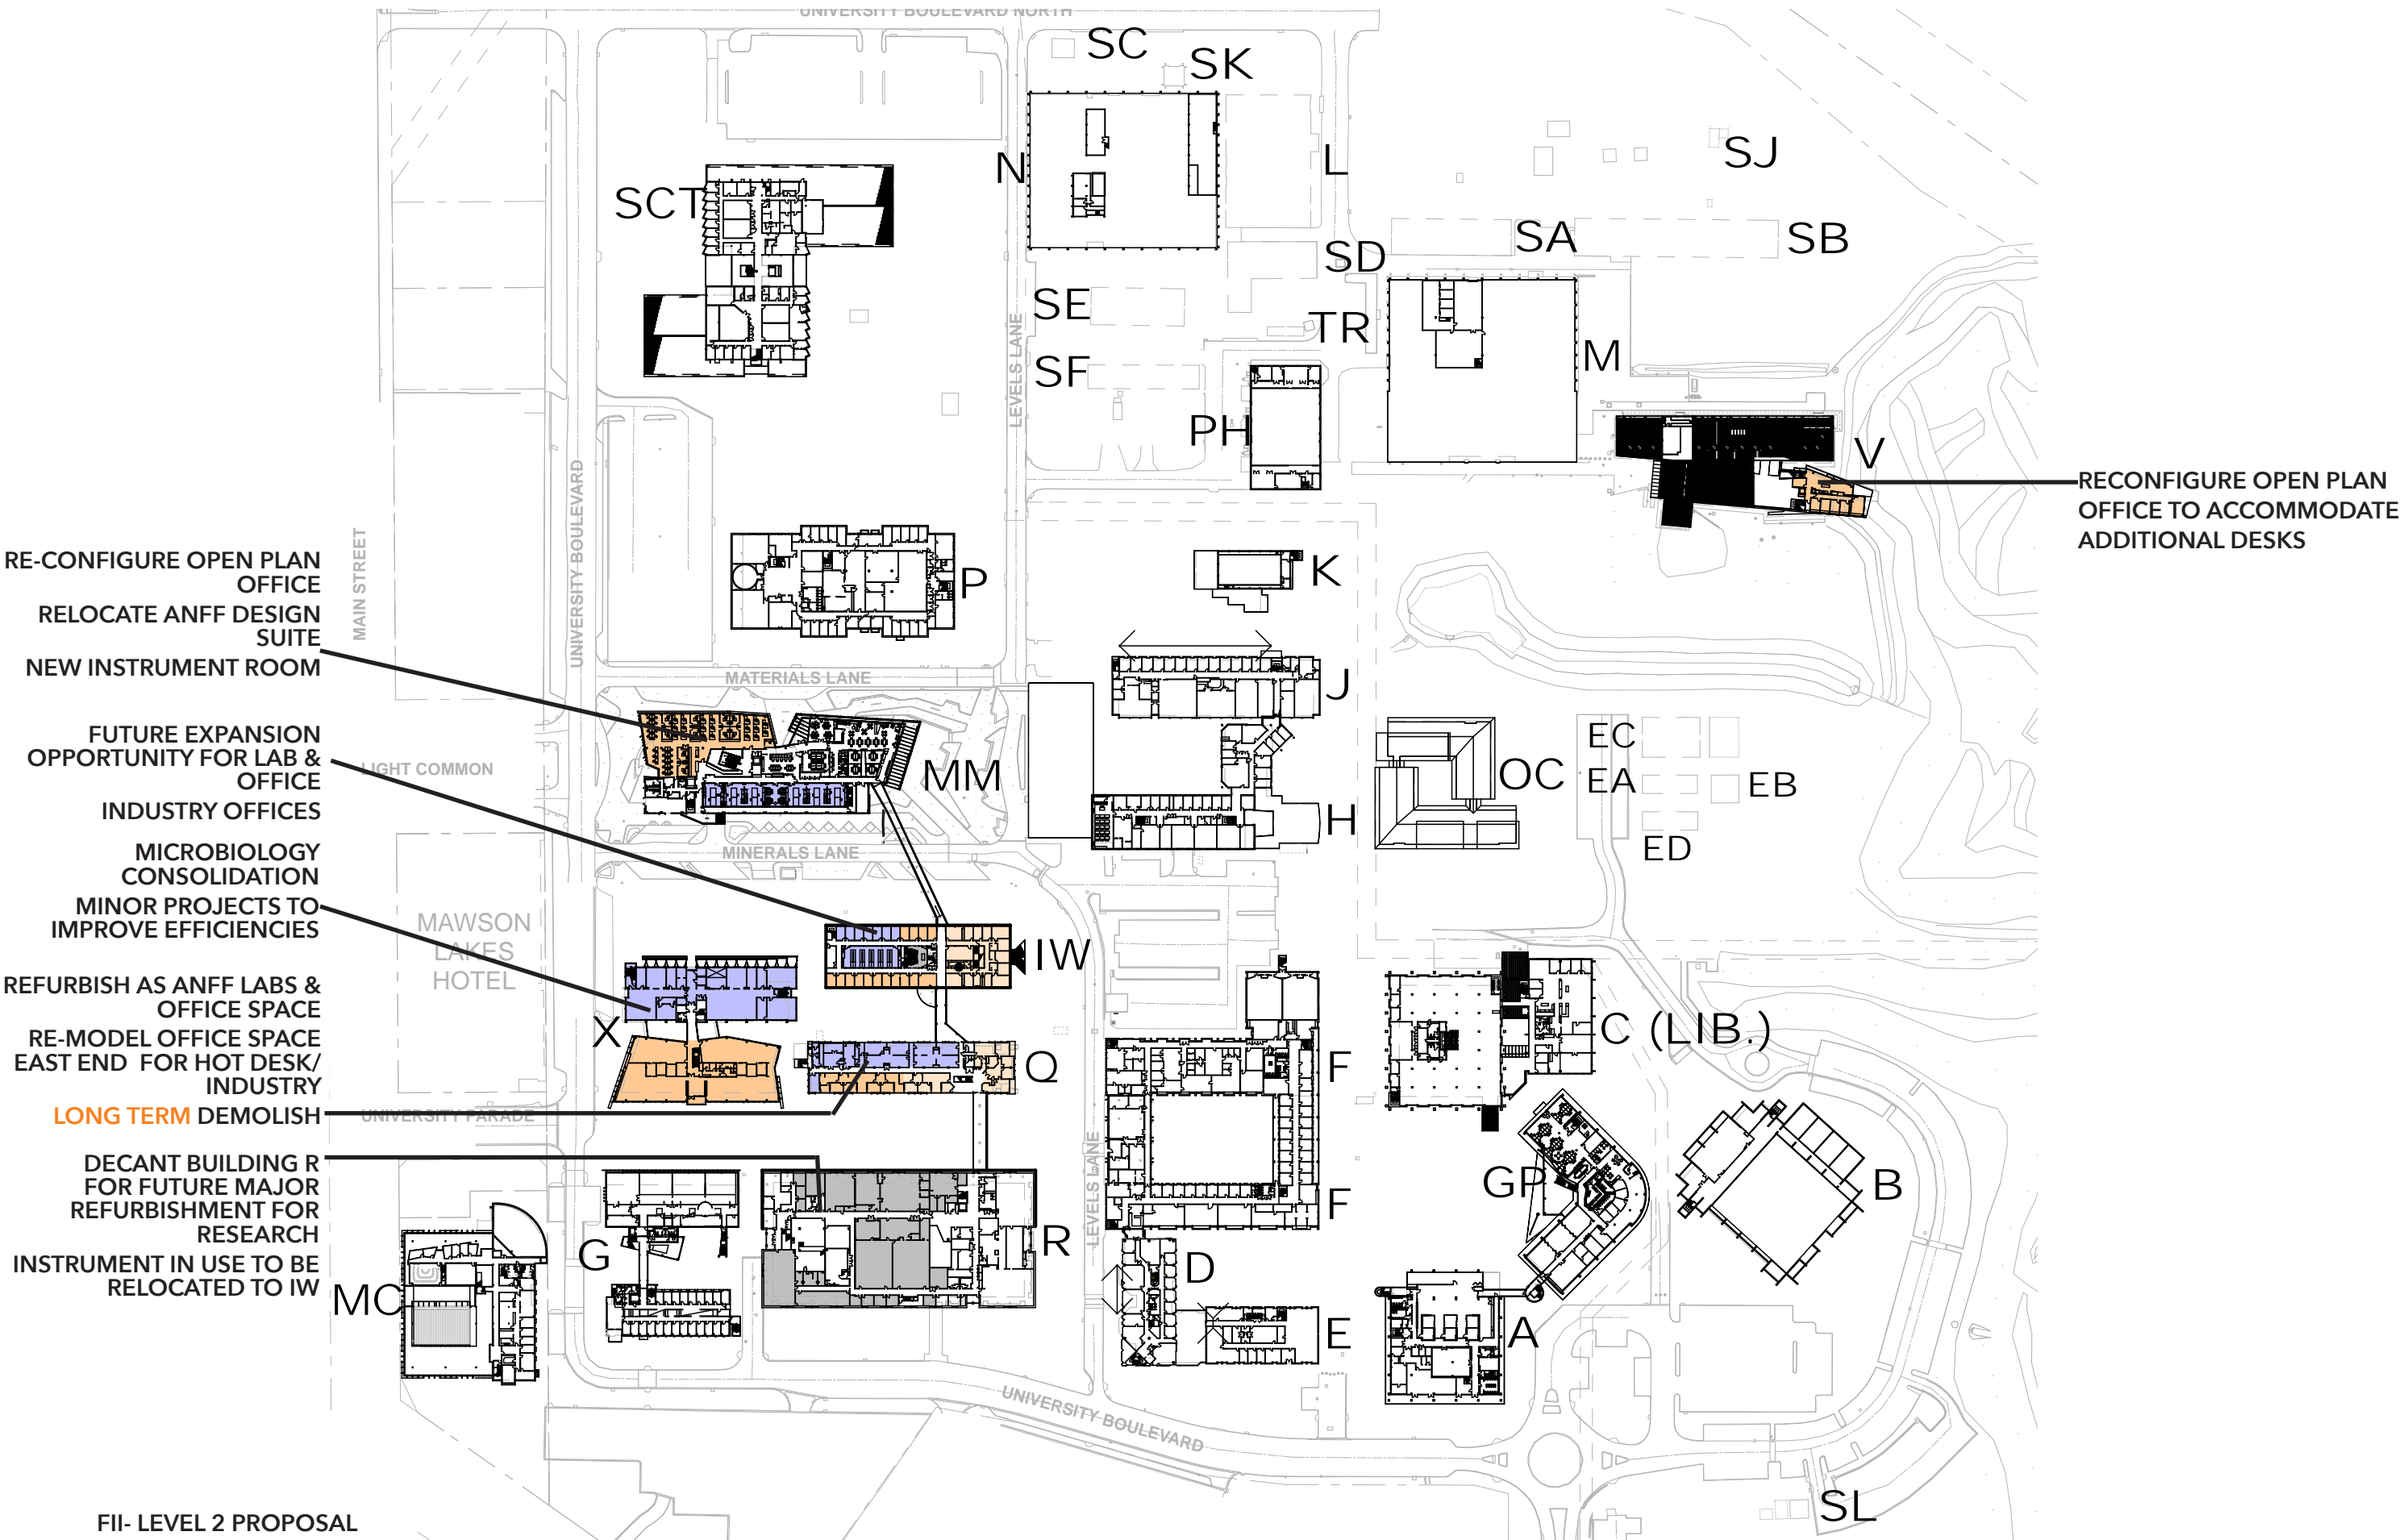 UNIVERSITY BOULEVARD NORTH
SC
SK
N
L
SJ
SCT
SD
SA
SB
SE
TR
SF
M
LEVELS LANE
PH
V
RECONFIGURE OPEN PLAN
OFFICE TO ACCOMMODATE
ADDITIONAL DESKS
UNIVERSITY BOULEVARD
MAIN STREET
P
K
RE-CONFIGURE OPEN PLAN
OFFICE
RELOCATE ANFF DESIGN
SUITE
NEW INSTRUMENT ROOM
MATERIALS LANE
J
FUTURE EXPANSION
OPPORTUNITY FOR LAB &
OFFICE
INDUSTRY OFFICES
LIGHT COMMON
MM
OC
EC
EA
EB
ED
H
MINERALS LANE
MICROBIOLOGY
CONSOLIDATION
MINOR PROJECTS TO
IMPROVE EFFICIENCIES
MAWSON
LAKES
HOTEL
IW
REFURBISH AS ANFF LABS &
OFFICE SPACE
RE-MODEL OFFICE SPACE
EAST END FOR HOT DESK/
INDUSTRY
LONG TERM DEMOLISH
UNIVERSITY PARADE
X
Q
F
C (LIB.)
LEVELS LANE
DECANT BUILDING R
FOR FUTURE MAJOR
REFURBISHMENT FOR
RESEARCH
INSTRUMENT IN USE TO BE
RELOCATED TO IW
MC
G
R
F
GP
B
D
E
A
UNIVERSITY BOULEVARD
SL
FII- LEVEL 2 PROPOSAL